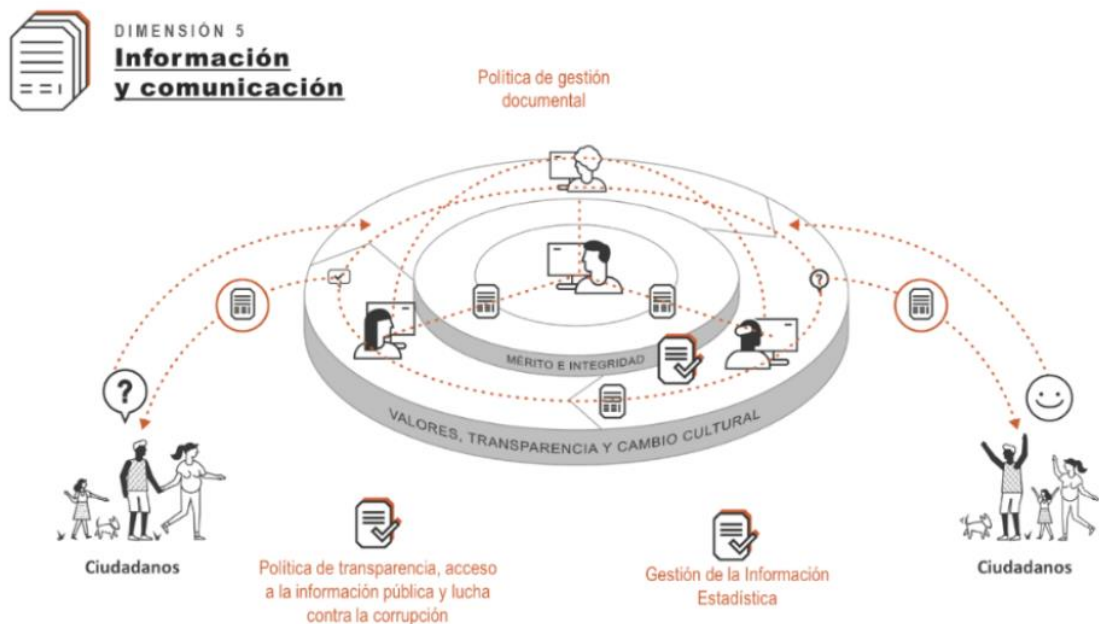 DIMENSIÓN 5
Información
y comunicación
Política de gestión
documental
?
MÉRITO E INTEGRIDAD
VALORES, TRANSPARENCIA Y CAMBIO CULTURAL
?
Ciudadanos
Ciudadanos
Política de transparencia, acceso
a la información pública y lucha
contra la corrupción
Gestión de la Información
Estadística